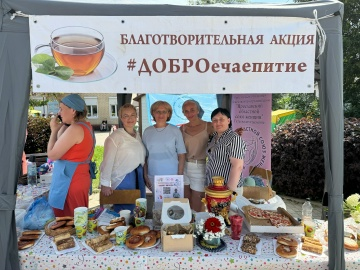 БЛАГОТВОРИТЕЛЬНАЯ АКЦИЯ
#ДОБРОечаепитие